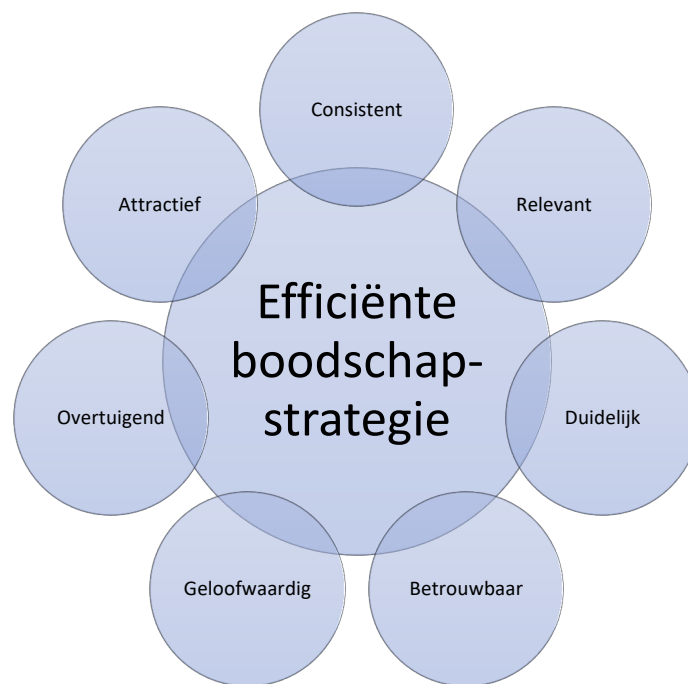 Consistent
Relevant
Duidelijk
Betrouwbaar
Geloofwaardig
Overtuigend
Attractief
Efficiënte
boodschap-
strategie